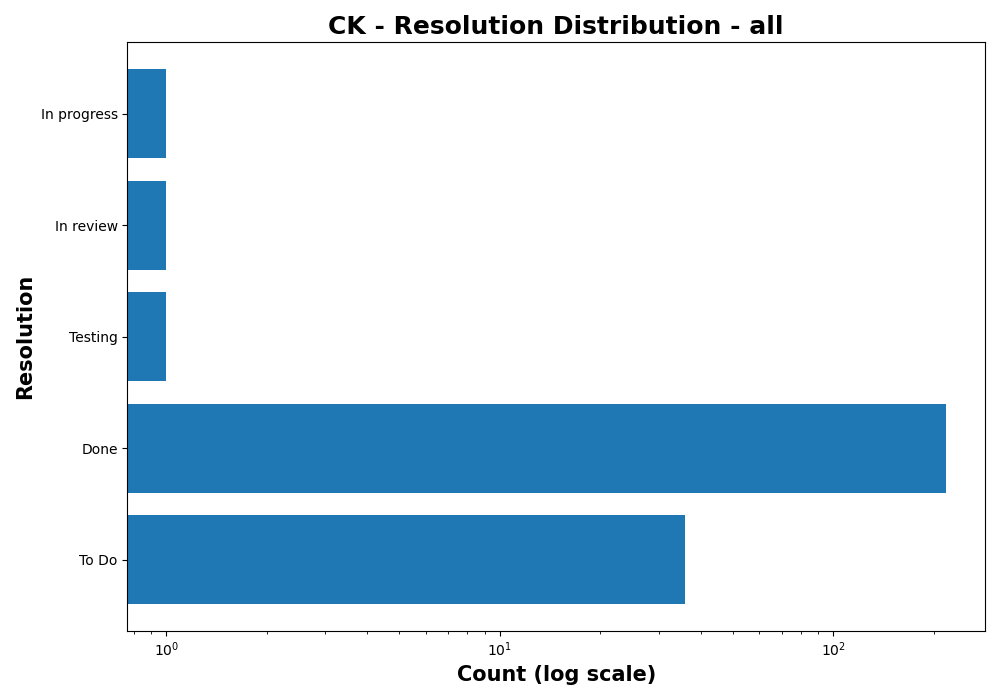 CK - Resolution Distribution - all
In progress
In review
Testing
Done
To Do
Resolution
10⁰ 10¹ 10²
Count (log scale)